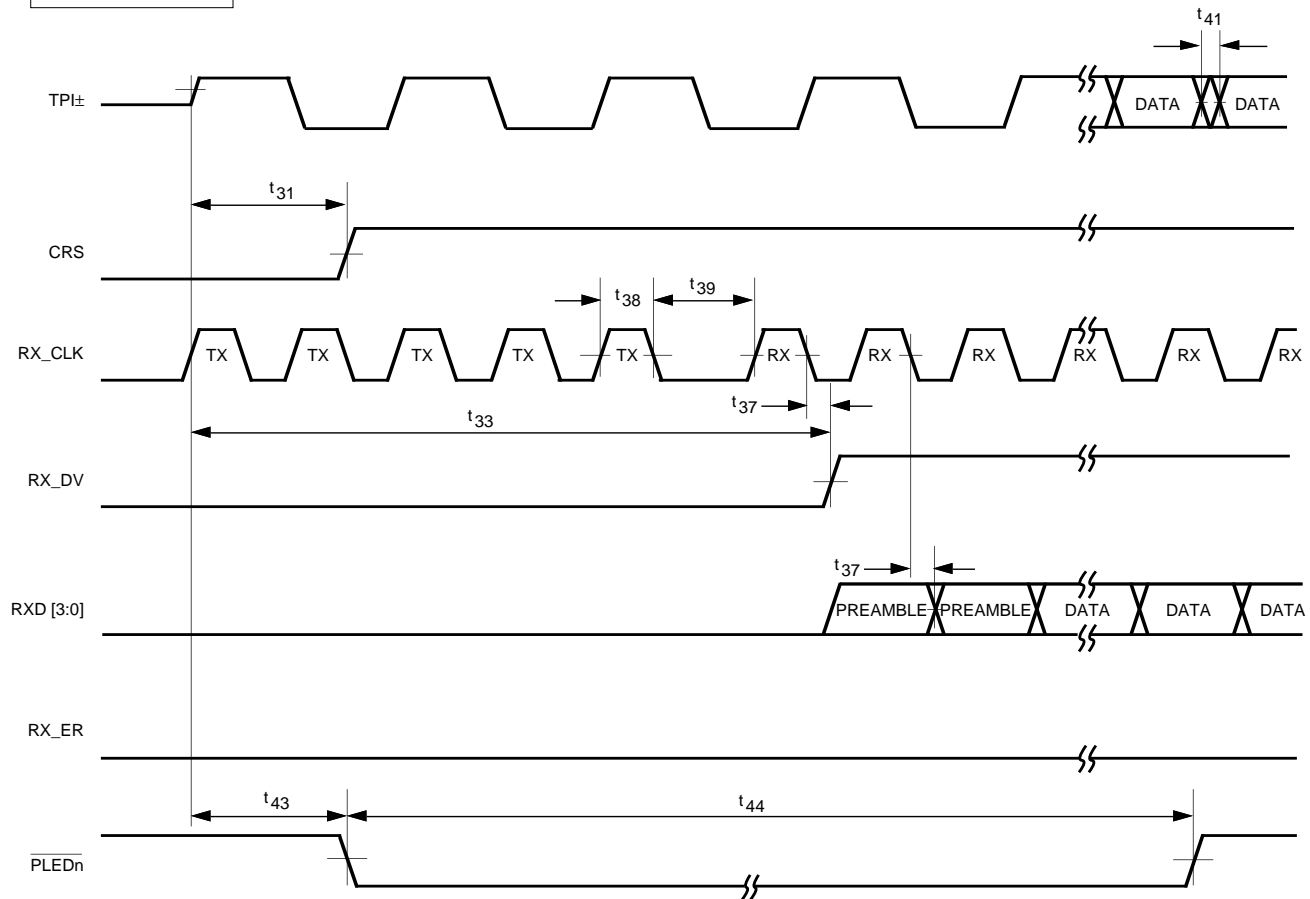 t41
TPI± DATA DATA
t31
CRS
t38 t39
RX_CLK TX TX TX TX TX RX RX RX RX RX RX
t37
t33
RX_DV
t37
RXD [3:0] PREAMBLE PREAMBLE DATA DATA DATA
RX_ER
t43 t44
PLEDn